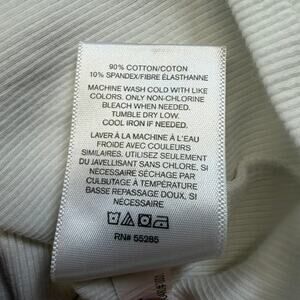 90% COTTON/COTON
10% SPANDEX/FIBRE ÉLASTHANNE
MACHINE WASH COLD WITH LIKE
COLORS. ONLY NON-CHLORINE
BLEACH WHEN NEEDED.
TUMBLE DRY LOW.
COOL IRON IF NEEDED.
LAVER À LA MACHINE À L'EAU
FROIDE AVEC COULEURS
SIMILAIRES. UTILISEZ SEULEMENT
DU JAVELLISANT SANS CHLORE, SI
NÉCESSAIRE SÉCHAGE PAR
CULBUTAGE À TEMPÉRATURE
BASSE REPASSAGE DOUX, SI
NÉCESSAIRE
RN# 55285